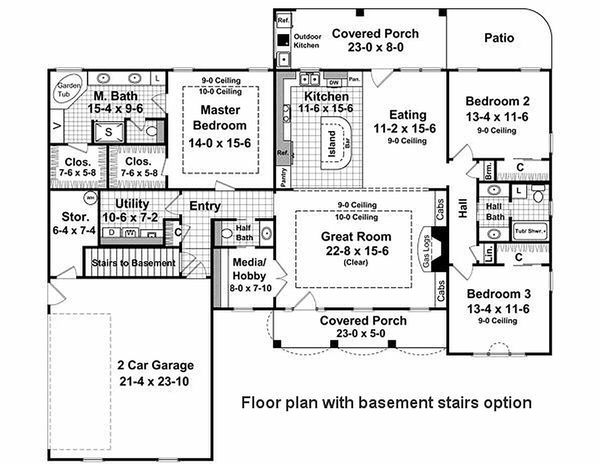 Ref.
Outdoor
Kitchen
Covered Porch
23-0 x 8-0
Patio
Garden
Tub
L
M. Bath
15-4 x 9-6
V
S
9-0 Ceiling
10-0 Ceiling
Master
Bedroom
14-0 x 15-6
DW
Pan.
Kitchen
11-6 x 15-6
Island
Bar
Ref.
Pantry
Eating
11-2 x 15-6
9-0 Ceiling
Bedroom 2
13-4 x 11-6
9-0 Ceiling
Clos.
7-6 x 5-8
Clos.
7-6 x 5-8
Brm.
C
Stor.
6-4 x 7-4
WH
Utility
10-6 x 7-2
D
W
C
Entry
Half
Bath
9-0 Ceiling
10-0 Ceiling
Great Room
22-8 x 15-6
(Clear)
Cabs
Gas Logs
Cabs
Hall
Hall
Bath
L
Tub/ Shwr.
Lin.
C
Stairs to Basement
Media/
Hobby
8-0 x 7-10
Bedroom 3
13-4 x 11-6
9-0 Ceiling
Covered Porch
23-0 x 5-0
2 Car Garage
21-4 x 23-10
Floor plan with basement stairs option